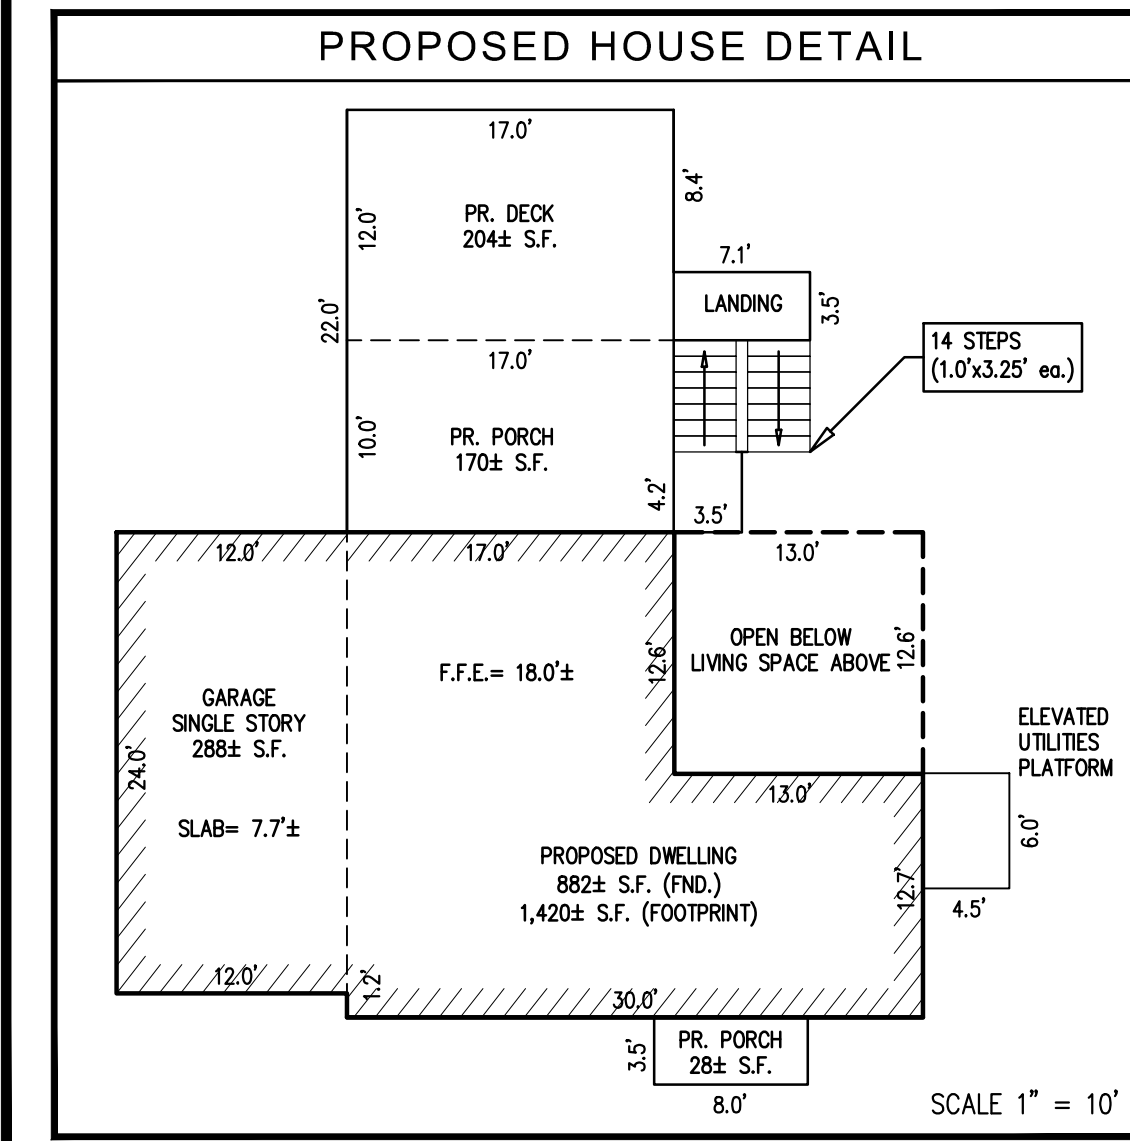 PROPOSED HOUSE DETAIL
17.0'
8.4'
12.0'
PR. DECK
204± S.F.
7.1'
LANDING
3.5'
22.0'
17.0'
14 STEPS
(1.0'x3.25' ea.)
10.0'
PR. PORCH
170± S.F.
4.2'
3.5'
12.0'
17.0'
13.0'
OPEN BELOW
LIVING SPACE ABOVE
12.6'
12.6'
F.F.E.= 18.0'±
GARAGE
SINGLE STORY
288± S.F.
24.0'
SLAB= 7.7'±
ELEVATED
UTILITIES
PLATFORM
13.0'
6.0'
PROPOSED DWELLING
882± S.F. (FND.)
1,420± S.F. (FOOTPRINT)
12.7'
4.5'
12.0'
1.2'
30.0'
3.5'
PR. PORCH
28± S.F.
8.0'
SCALE 1" = 10'